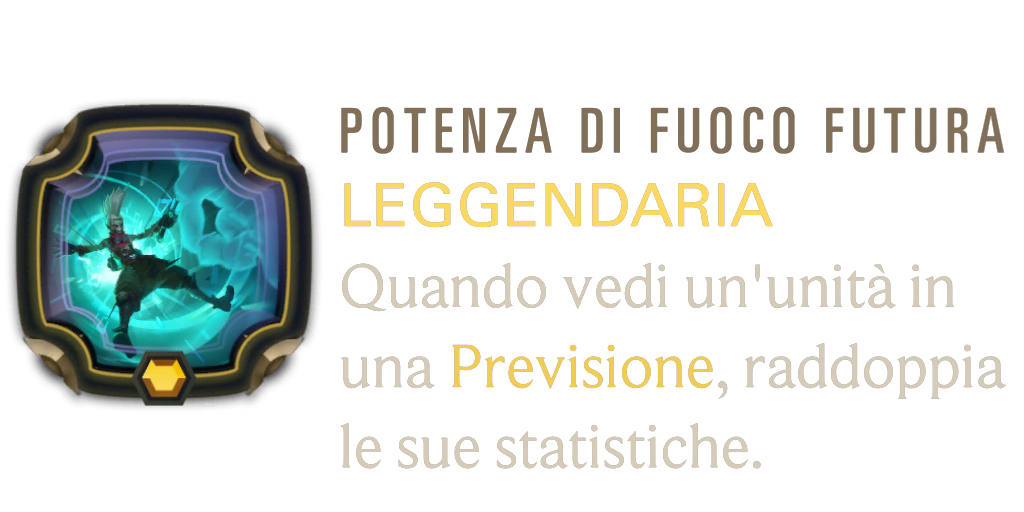 POTENZA DI FUOCO FUTURA
LEGGENDARIA
Quando vedi un'unità in
una Previsione, raddoppia
le sue statistiche.